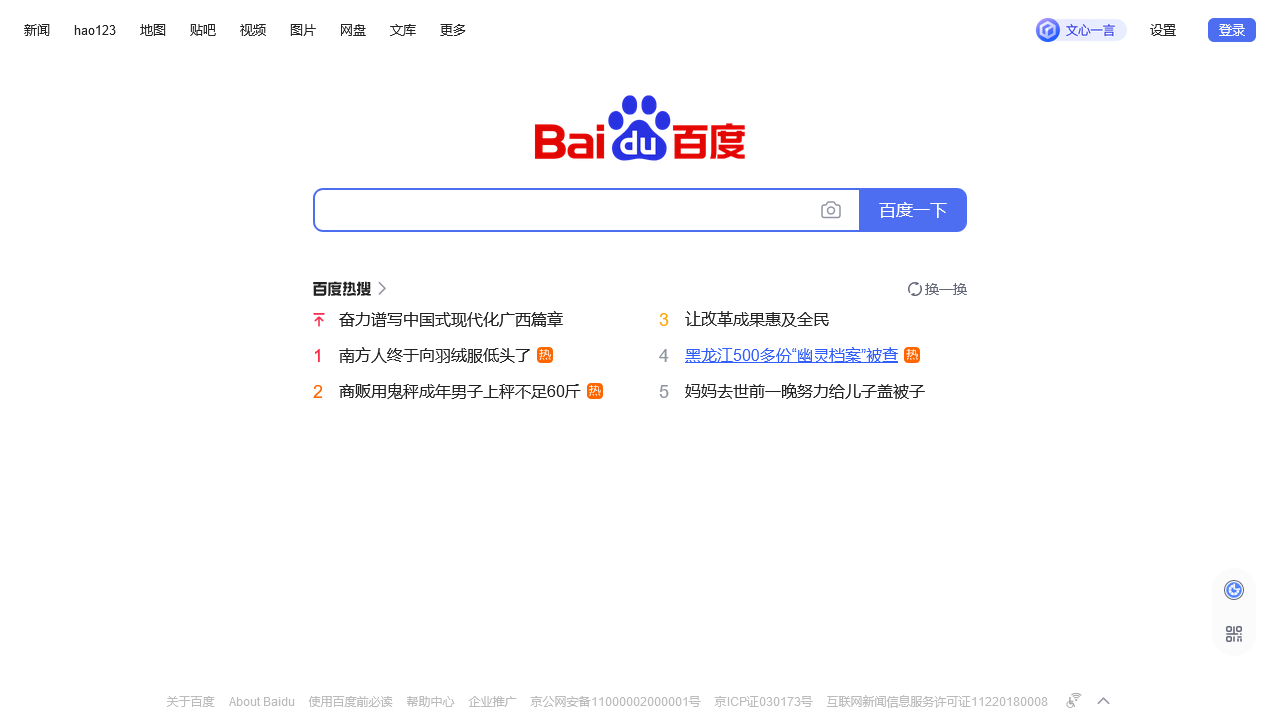 新闻 hao123 地图 贴吧 视频 图片 网盘 文库 更多 文心一言 设置 登录
Bai du 百度
百度一下
百度热搜 换一换
奋力谱写中国式现代化广西篇章 3 让改革成果惠及全民
1 南方人终于向羽绒服低头了 热 4 黑龙江500多份“幽灵档案”被查 热
2 商贩用鬼秤成年男子上秤不足60斤 热 5 妈妈去世前一晚努力给儿子盖被子
关于百度 About Baidu 使用百度前必读 帮助中心 企业推广 京公网安备11000002000001号 京ICP证030173号 互联网新闻信息服务许可证11220180008